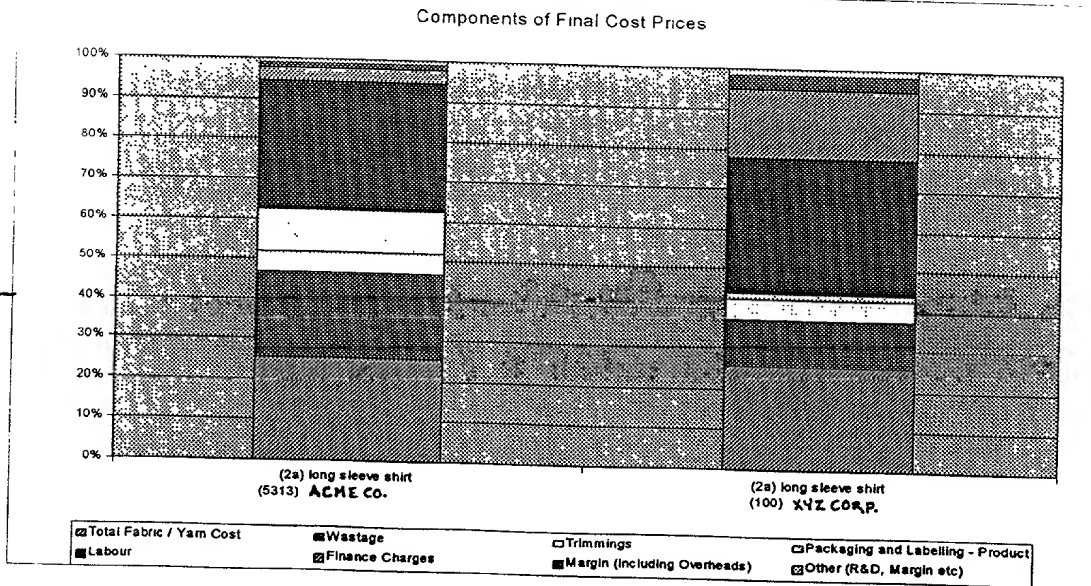 Components of Final Cost Prices
100%
90%
80%
70%
60%
50%
40%
30%
20%
10%
0%
(2a) long sleeve shirt
(5313) ACME CO.
(2a) long sleeve shirt
(100) XYZ CORP.
Total Fabric / Yarn Cost
Wastage
Trimmings
Packaging and Labelling - Product
Labour
Finance Charges
Margin (Including Overheads)
Other (R&D, Margin etc)